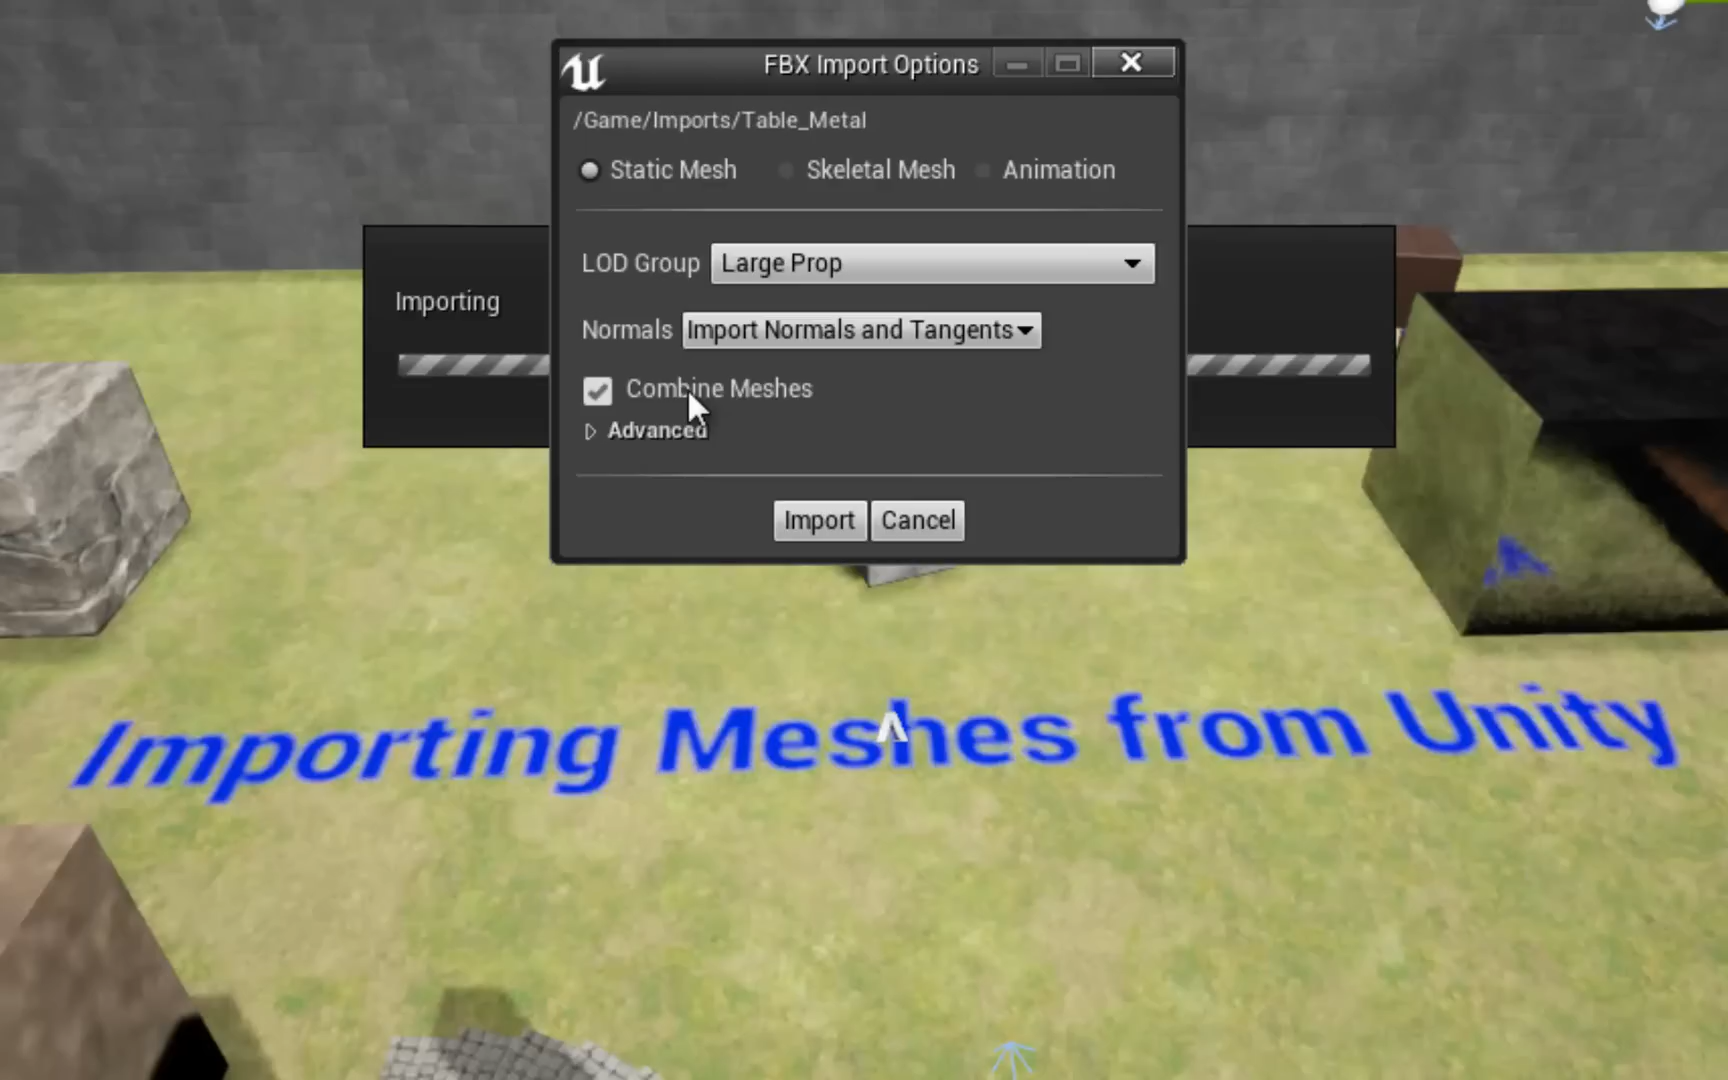 FBX Import Options
/Game/Imports/Table_Metal
Static Mesh Skeletal Mesh Animation
LOD Group Large Prop
Importing
Normals Import Normals and Tangents
Combine Meshes
Advanced
Import Cancel
Importing Meshes from Unity